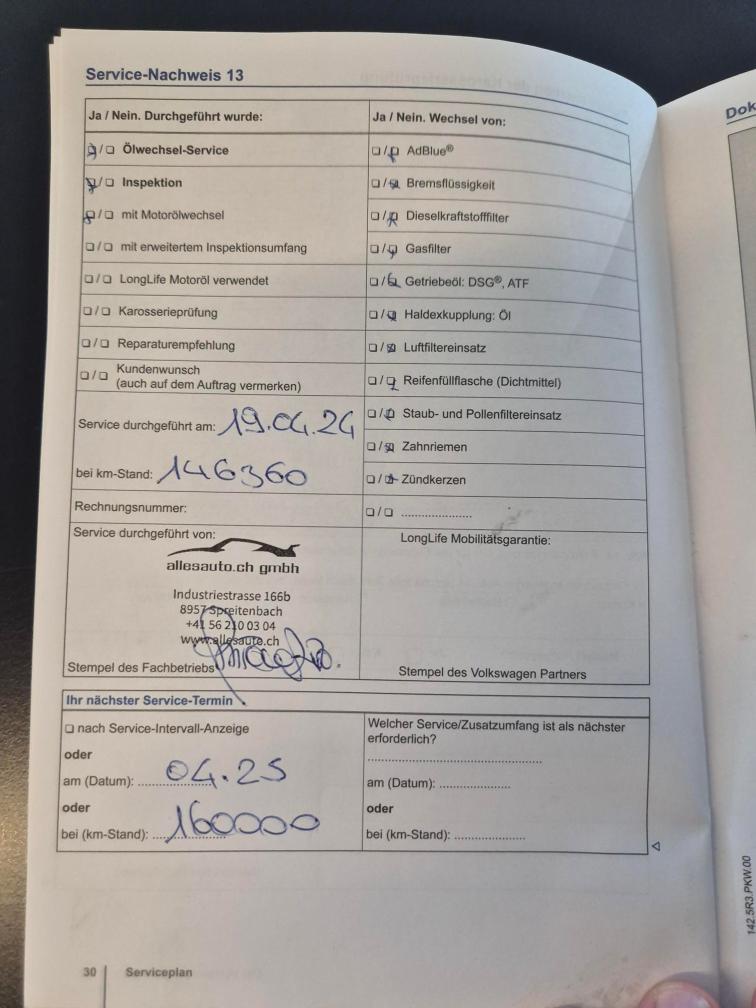 Service-Nachweis 13
Ja / Nein. Durchgeführt wurde:
Ölwechsel-Service
Inspektion
mit Motorölwechsel
mit erweitertem Inspektionsumfang
LongLife Motoröl verwendet
Karosserieprüfung
Reparaturempfehlung
Kundenwunsch
(auch auf dem Auftrag vermerken)
Service durchgeführt am: 19.04.24
bei km-Stand: 146360
Rechnungsnummer:
Service durchgeführt von:
allesauto.ch gmbh
Industriestrasse 166b
8957 Spreitenbach
+41 56 210 03 04
www.allesauto.ch
Stempel des Fachbetriebs
Ja / Nein. Wechsel von:
AdBlue®
Bremsflüssigkeit
Dieselkraftstofffilter
Gasfilter
Getriebeöl: DSG®, ATF
Haldexkupplung: Öl
Luftfiltereinsatz
Reifenfüllflasche (Dichtmittel)
Staub- und Pollenfiltereinsatz
Zahnriemen
Zündkerzen
LongLife Mobilitätsgarantie:
Stempel des Volkswagen Partners
Ihr nächster Service-Termin
nach Service-Intervall-Anzeige
oder
am (Datum): 04.25
oder
bei (km-Stand): 160000
Welcher Service/Zusatzumfang ist als nächster
erforderlich?
am (Datum):
oder
bei (km-Stand):
30 Serviceplan
Dok
142.5R3.PKW.00